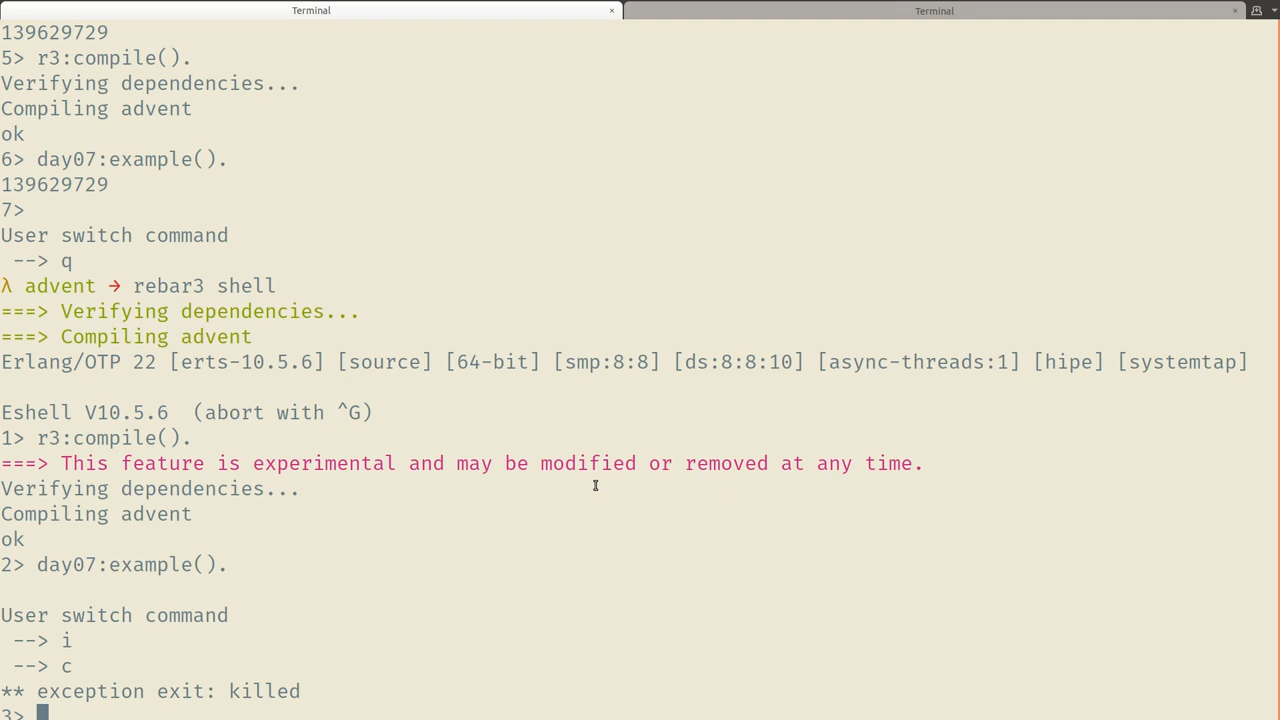 Terminal × Terminal ×
139629729
5> r3:compile().
Verifying dependencies...
Compiling advent
ok
6> day07:example().
139629729
7>
User switch command
 --> q
λ advent → rebar3 shell
===> Verifying dependencies...
===> Compiling advent
Erlang/OTP 22 [erts-10.5.6] [source] [64-bit] [smp:8:8] [ds:8:8:10] [async-threads:1] [hipe] [systemtap]
Eshell V10.5.6  (abort with ^G)
1> r3:compile().
===> This feature is experimental and may be modified or removed at any time.
Verifying dependencies...
Compiling advent
ok
2> day07:example().
User switch command
 --> i
 --> c
** exception exit: killed
3>